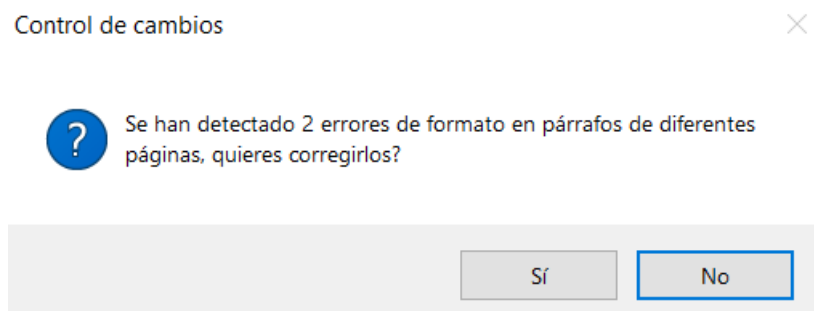 Control de cambios
Se han detectado 2 errores de formato en párrafos de diferentes
páginas, quieres corregirlos?
Sí
No